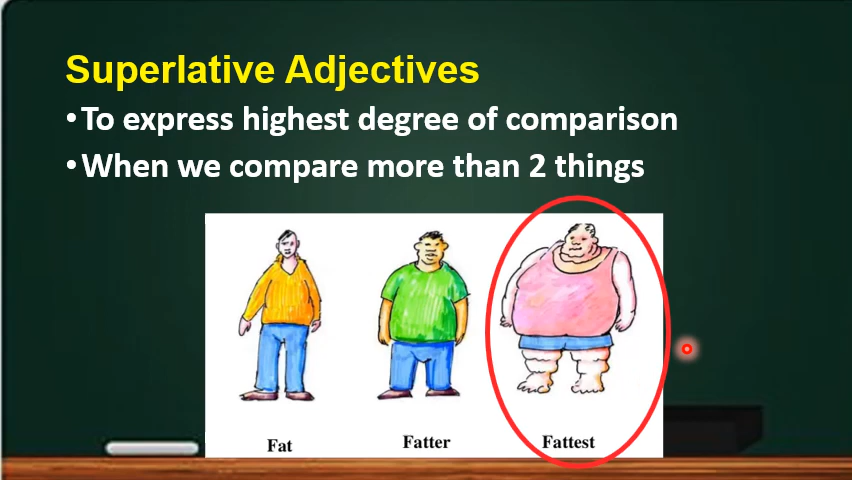 Superlative Adjectives
•To express highest degree of comparison
•When we compare more than 2 things
Fat
Fatter
Fattest